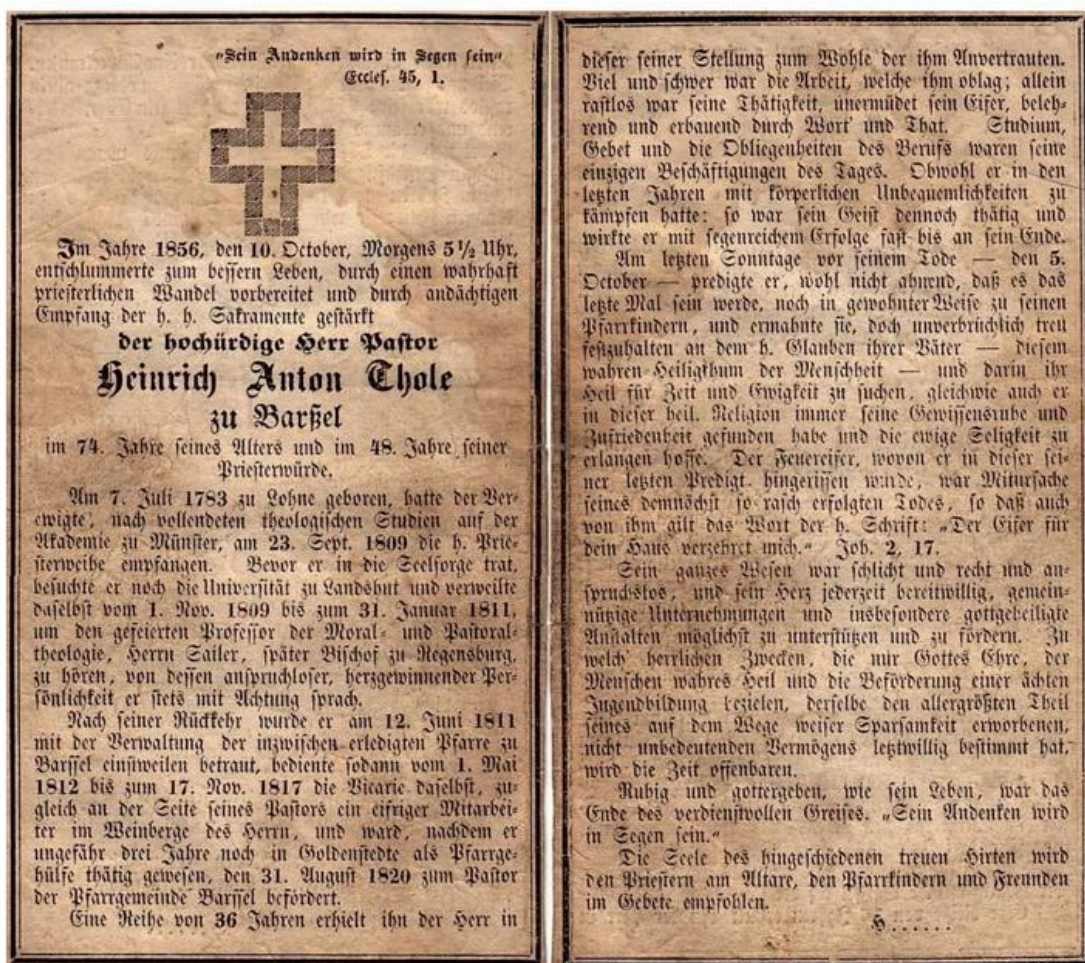 „Sein Andenken wird in Segen sein“
Eccles. 45, 1.
Im Jahre 1856, den 10. October, Morgens 5½ Uhr,
entschlummerte zum bessern Leben, durch einen wahrhaft
priesterlichen Wandel vorbereitet und durch andächtigen
Empfang der h. h. Sakramente gestärkt
der hochürdige Herr Pastor
Heinrich Anton Thole
zu Barßel
im 74. Jahre seines Alters und im 48. Jahre seiner
Priesterwürde.
Am 7. Juli 1783 zu Lohne geboren, hatte der Ver-
ewigte, nach vollendeten theologischen Studien auf der
Akademie zu Münster, am 23. Sept. 1809 die h. Prie-
sterweihe empfangen. Bevor er in die Seelsorge trat,
besuchte er noch die Universität zu Landshut und verweilte
daselbst vom 1. Nov. 1809 bis zum 31. Januar 1811,
um den gefeierten Professor der Moral- und Pastoral-
theologie, Herrn Sailer, später Bischof zu Regensburg,
zu hören, von dessen anspruchloser, herzgewinnender Per-
sönlichkeit er stets mit Achtung sprach.
Nach seiner Rückkehr wurde er am 12. Juni 1811
mit der Verwaltung der inzwischen erledigten Pfarre zu
Barssel einstweilen betraut, bediente sodann vom 1. Mai
1812 bis zum 17. Nov. 1817 die Vicarie daselbst, zu-
gleich an der Seite seines Pastors ein eifriger Mitarbei-
ter im Weinberge des Herrn, und ward, nachdem er
ungefähr drei Jahre noch in Goldenstedte als Pfarrge-
hülfe thätig gewesen, den 31. August 1820 zum Pastor
der Pfarrgemeinde Barssel befördert.
Eine Reihe von 36 Jahren erhielt ihn der Herr in
dieser seiner Stellung zum Wohle der ihm Anvertrauten.
Viel und schwer war die Arbeit, welche ihm oblag; allein
rastlos war seine Thätigkeit, unermüdet sein Eifer, beleh-
rend und erbauend durch Wort und That. Studium,
Gebet und die Obliegenheiten des Berufs waren seine
einzigen Beschäftigungen des Tages. Obwohl er in den
letzten Jahren mit körperlichen Unbequemlichkeiten zu
kämpfen hatte: so war sein Geist dennoch thätig und
wirkte er mit segenreichem Erfolge fast bis an sein Ende.
Am letzten Sonntage vor seinem Tode — den 5.
October — predigte er, wohl nicht ahnend, daß es das
letzte Mal sein werde, noch in gewohnter Weise zu seinen
Pfarrkindern, und ermahnte sie, doch unverbrüchlich treu
festzuhalten an dem h. Glauben ihrer Väter — diesem
wahren Heiligthum der Menschheit — und darin ihr
Heil für Zeit und Ewigkeit zu suchen, gleichwie auch er
in dieser heil. Religion immer seine Gewissensruhe und
Zufriedenheit gefunden habe und die ewige Seligkeit zu
erlangen hoffe. Der Feuereifer, wovon er in dieser sei-
ner letzten Predigt hingerissen wurde, war Mitursache
seines demnächst so rasch erfolgten Todes, so daß auch
von ihm gilt das Wort der h. Schrift: „Der Eifer für
dein Haus verzehret mich.“ Joh. 2, 17.
Sein ganzes Wesen war schlicht und recht und an-
spruchslos, und sein Herz jederzeit bereitwillig, gemein-
nützige Unternehmungen und insbesondere gottgeheiligte
Anstalten möglichst zu unterstützen und zu fördern. Zu
welch' herrlichen Zwecken, die nur Gottes Ehre, der
Menschen wahres Heil und die Beförderung einer ächten
Jugendbildung bezielen, derselbe den allergrößten Theil
seines auf dem Wege weiser Sparsamkeit erworbenen,
nicht unbedeutenden Vermögens letztwillig bestimmt hat,
wird die Zeit offenbaren.
Ruhig und gottergeben, wie sein Leben, war das
Ende des verdienstvollen Greises. „Sein Andenken wird
in Segen sein.“
Die Seele des hingeschiedenen treuen Hirten wird
den Priestern am Altare, den Pfarrkindern und Freunden
im Gebete empfohlen.
H......